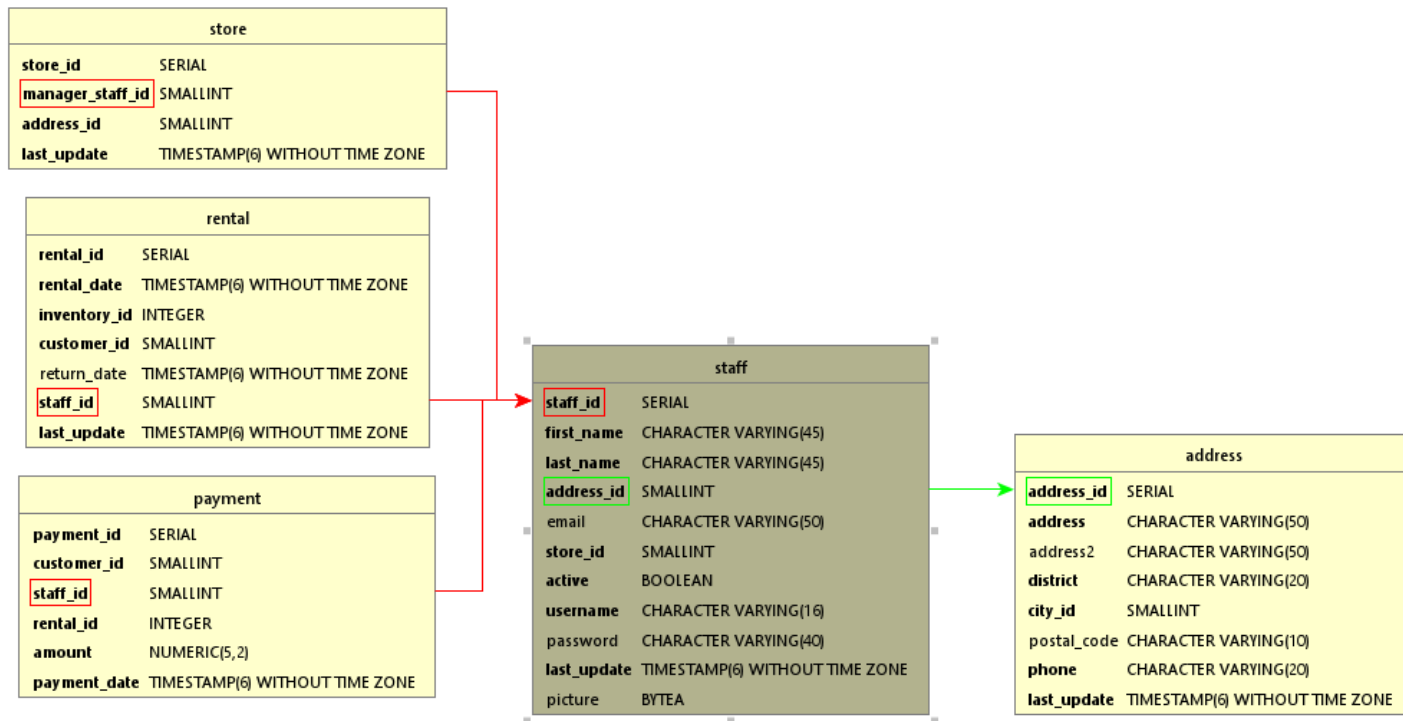 store
store_id SERIAL
manager_staff_id SMALLINT
address_id SMALLINT
last_update TIMESTAMP(6) WITHOUT TIME ZONE
rental
rental_id SERIAL
rental_date TIMESTAMP(6) WITHOUT TIME ZONE
inventory_id INTEGER
customer_id SMALLINT
return_date TIMESTAMP(6) WITHOUT TIME ZONE
staff_id SMALLINT
last_update TIMESTAMP(6) WITHOUT TIME ZONE
payment
payment_id SERIAL
customer_id SMALLINT
staff_id SMALLINT
rental_id INTEGER
amount NUMERIC(5,2)
payment_date TIMESTAMP(6) WITHOUT TIME ZONE
staff
staff_id SERIAL
first_name CHARACTER VARYING(45)
last_name CHARACTER VARYING(45)
address_id SMALLINT
email CHARACTER VARYING(50)
store_id SMALLINT
active BOOLEAN
username CHARACTER VARYING(16)
password CHARACTER VARYING(40)
last_update TIMESTAMP(6) WITHOUT TIME ZONE
picture BYTEA
address
address_id SERIAL
address CHARACTER VARYING(50)
address2 CHARACTER VARYING(50)
district CHARACTER VARYING(20)
city_id SMALLINT
postal_code CHARACTER VARYING(10)
phone CHARACTER VARYING(20)
last_update TIMESTAMP(6) WITHOUT TIME ZONE